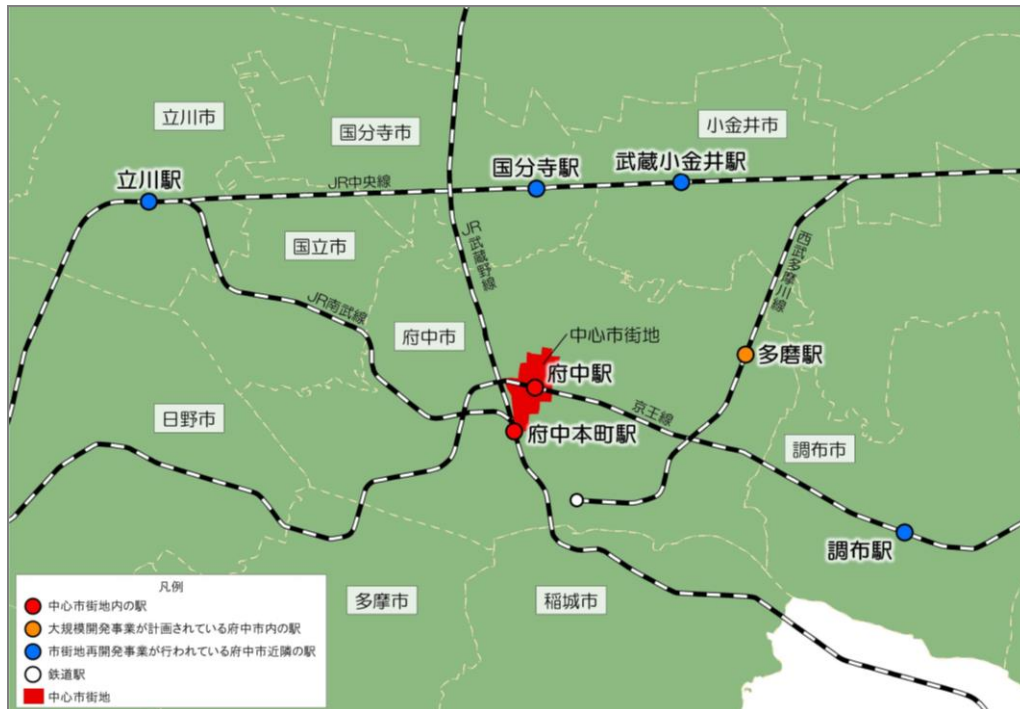 立川市
国分寺市
小金井市
立川駅
JR中央線
国分寺駅
武蔵小金井駅
国立市
JR武蔵野線
西武多摩川線
JR南武線
府中市
中心市街地
府中駅
多磨駅
日野市
京王線
府中本町駅
調布市
調布駅
多摩市
稲城市
凡例
中心市街地内の駅
大規模開発事業が計画されている府中市内の駅
市街地再開発事業が行われている府中市近隣の駅
鉄道駅
中心市街地